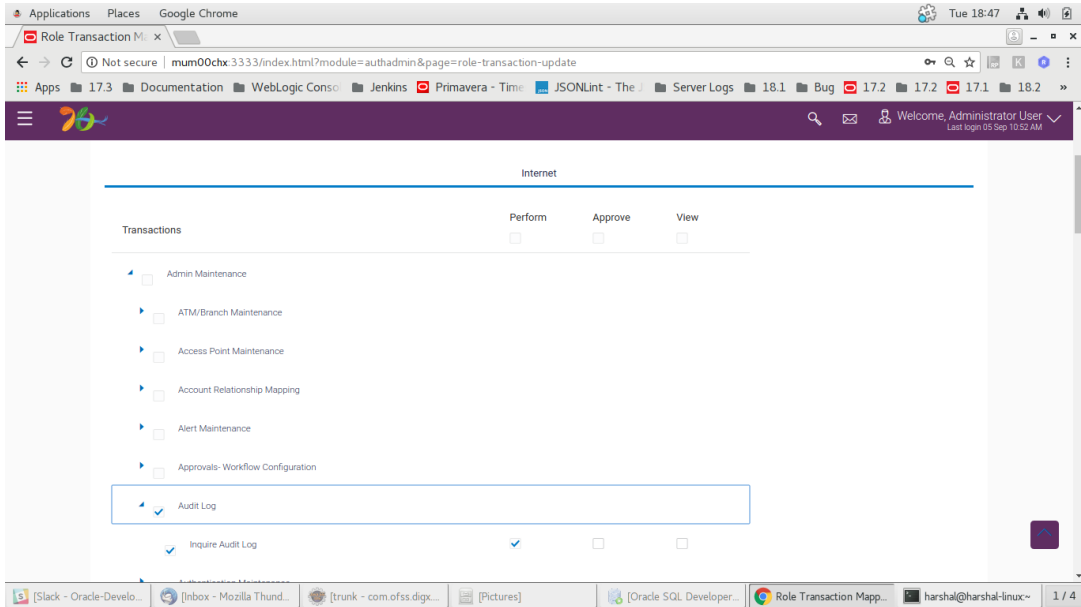 Applications Places Google Chrome Tue 18:47
Role Transaction Ma
Not secure | mum00chx:3333/index.html?module=authadmin&page=role-transaction-update
Apps 17.3 Documentation WebLogic Conso Jenkins Primavera - Time JSONLint - The J Server Logs 18.1 Bug 17.2 17.2 17.1 18.2 »
Welcome, Administrator User
Last login 05 Sep 10:52 AM
Internet
Transactions Perform Approve View
Admin Maintenance
ATM/Branch Maintenance
Access Point Maintenance
Account Relationship Mapping
Alert Maintenance
Approvals- Workflow Configuration
Audit Log
Inquire Audit Log
Authentication Maintenance
[Slack - Oracle-Develo... [Inbox - Mozilla Thund... [trunk - com.ofss.digx... [Pictures] [Oracle SQL Developer... Role Transaction Mapp... harshal@harshal-linux:~ 1 / 4